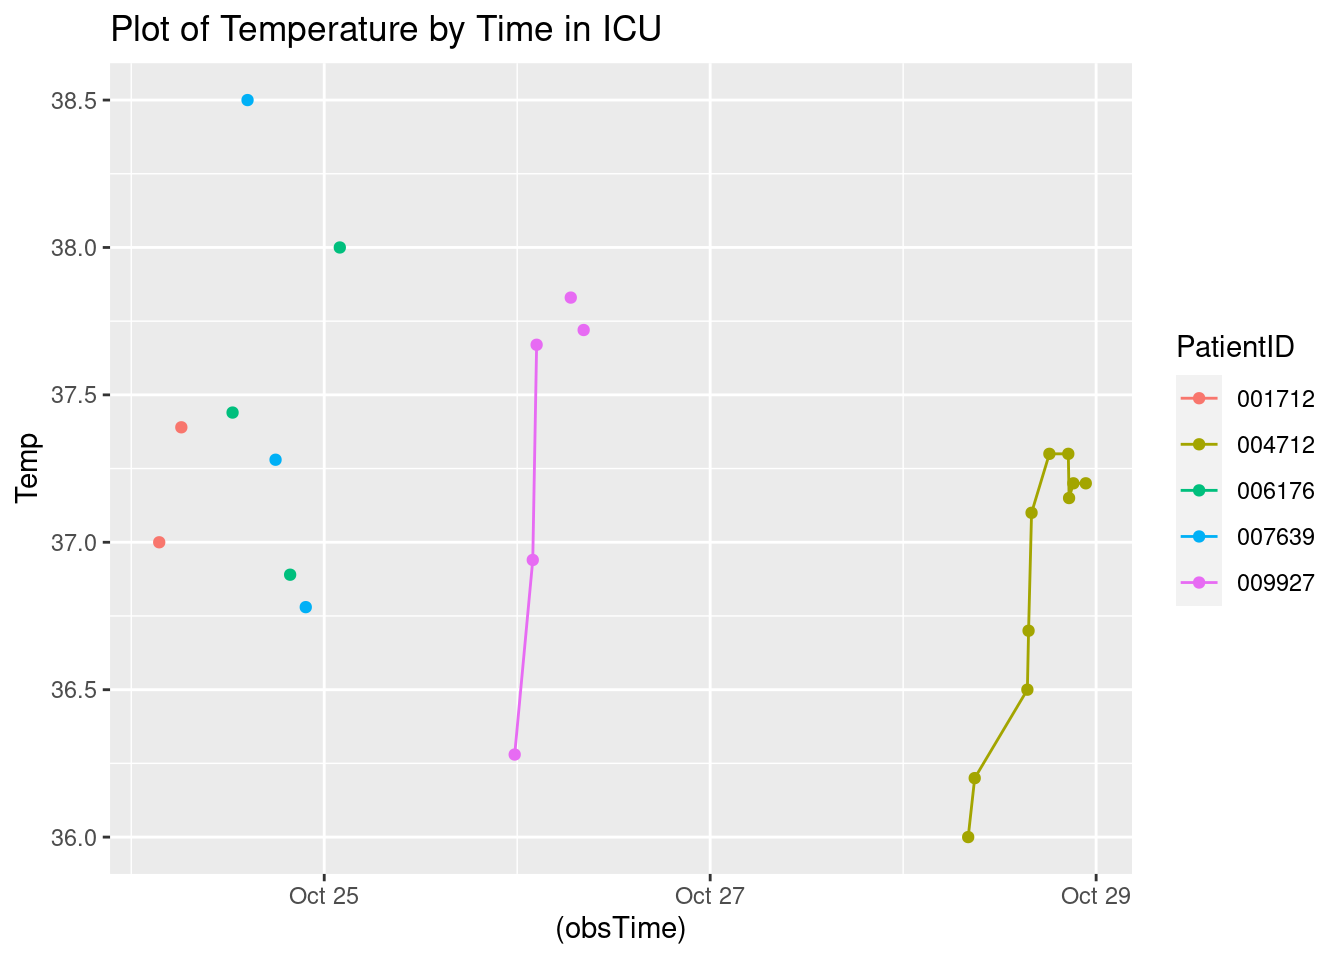 Plot of Temperature by Time in ICU
38.5
38.0
37.5
37.0
36.5
36.0
Temp
Oct 25
Oct 27
Oct 29
(obsTime)
PatientID
001712
004712
006176
007639
009927